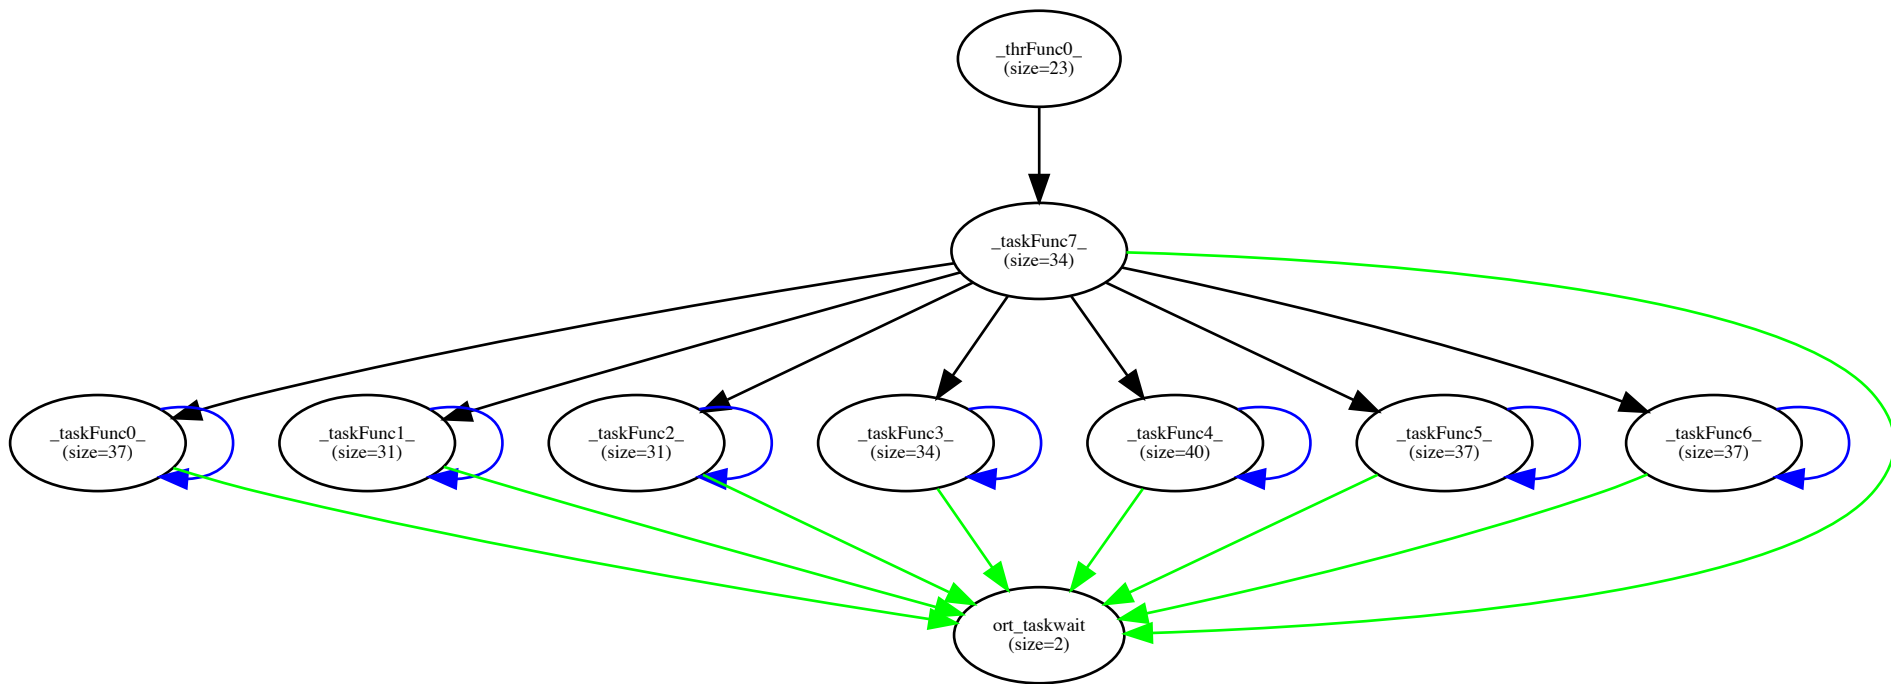 _thrFunc0_
(size=23)
_taskFunc7_
(size=34)
_taskFunc0_
(size=37)
_taskFunc1_
(size=31)
_taskFunc2_
(size=31)
_taskFunc3_
(size=34)
_taskFunc4_
(size=40)
_taskFunc5_
(size=37)
_taskFunc6_
(size=37)
ort_taskwait
(size=2)